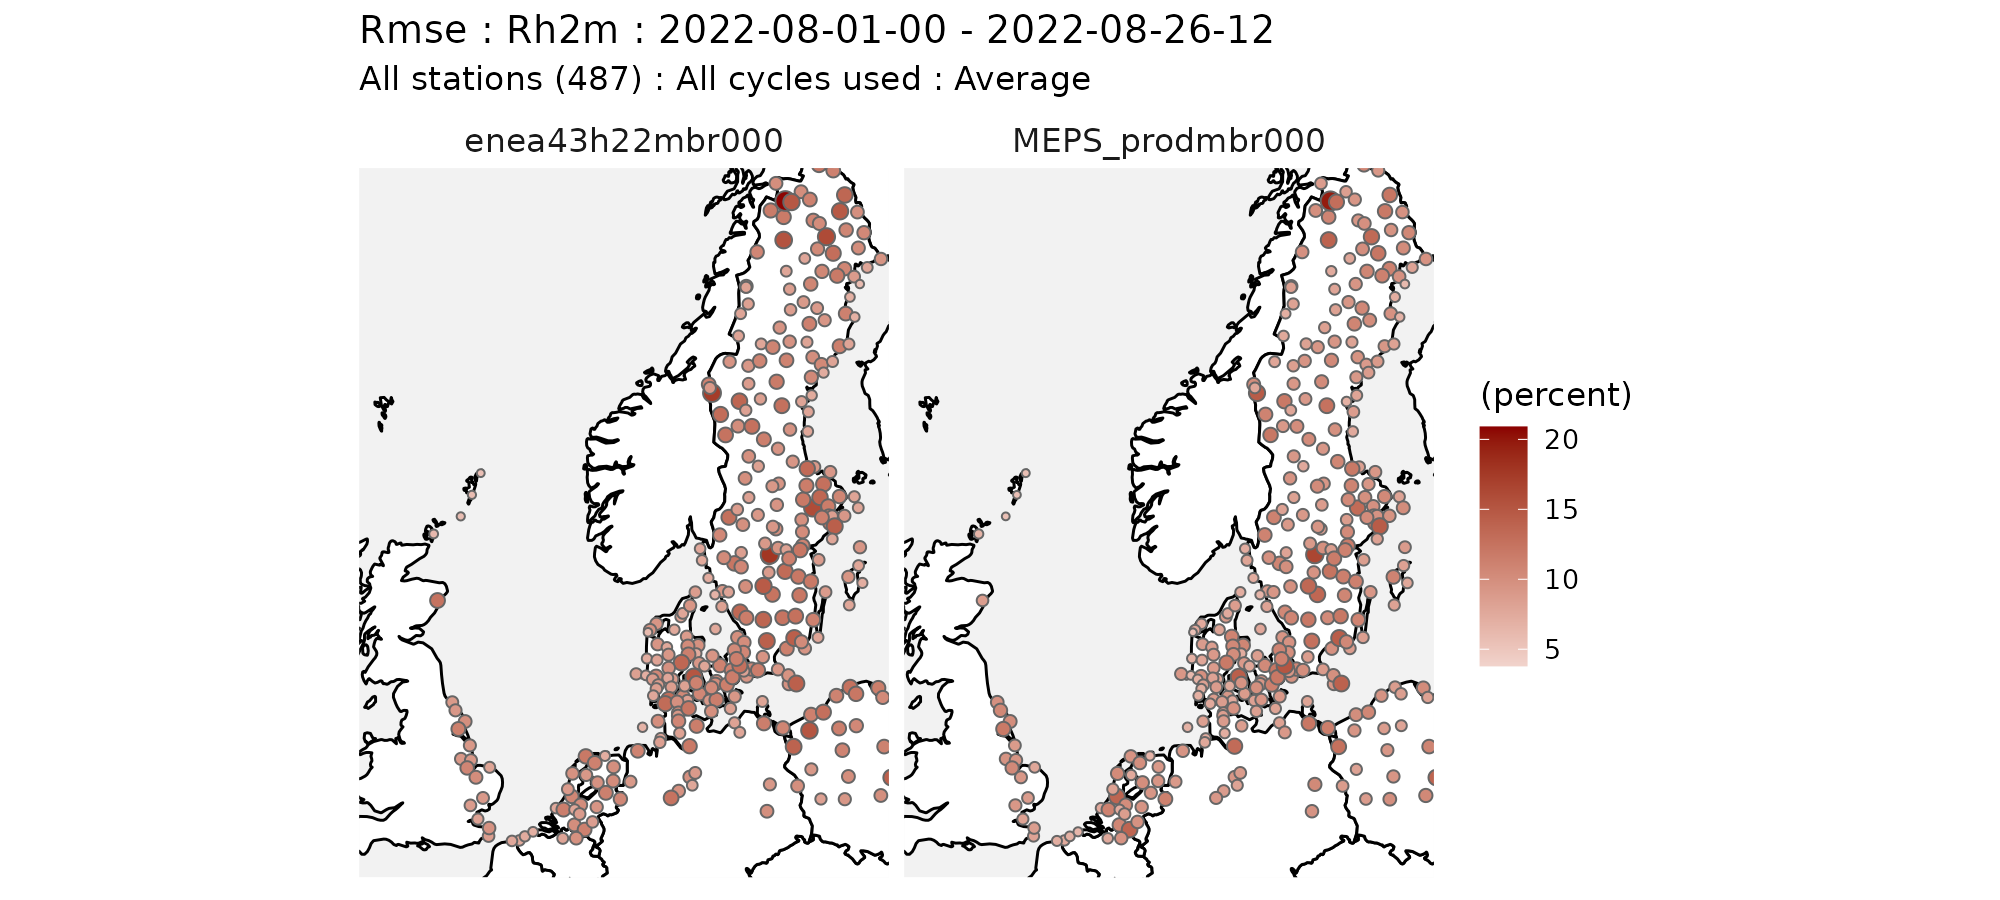 Rmse : Rh2m : 2022-08-01-00 - 2022-08-26-12
All stations (487) : All cycles used : Average
enea43h22mbr000
MEPS_prodmbr000
(percent)
20
15
10
5